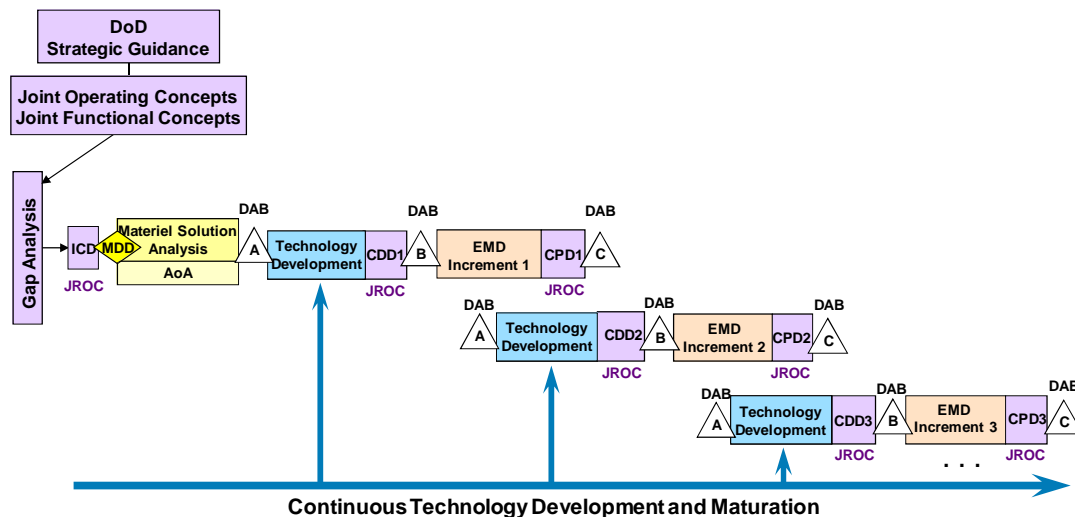 DoD
Strategic Guidance
Joint Operating Concepts
Joint Functional Concepts
Gap Analysis
ICD
JROC
MDD
Materiel Solution
Analysis
AoA
DAB
A
Technology
Development
CDD1
JROC
DAB
B
EMD
Increment 1
CPD1
JROC
DAB
C
DAB
A
Technology
Development
CDD2
JROC
DAB
B
EMD
Increment 2
CPD2
JROC
DAB
C
DAB
A
Technology
Development
CDD3
JROC
DAB
B
EMD
Increment 3
CPD3
JROC
DAB
C
. . .
Continuous Technology Development and Maturation